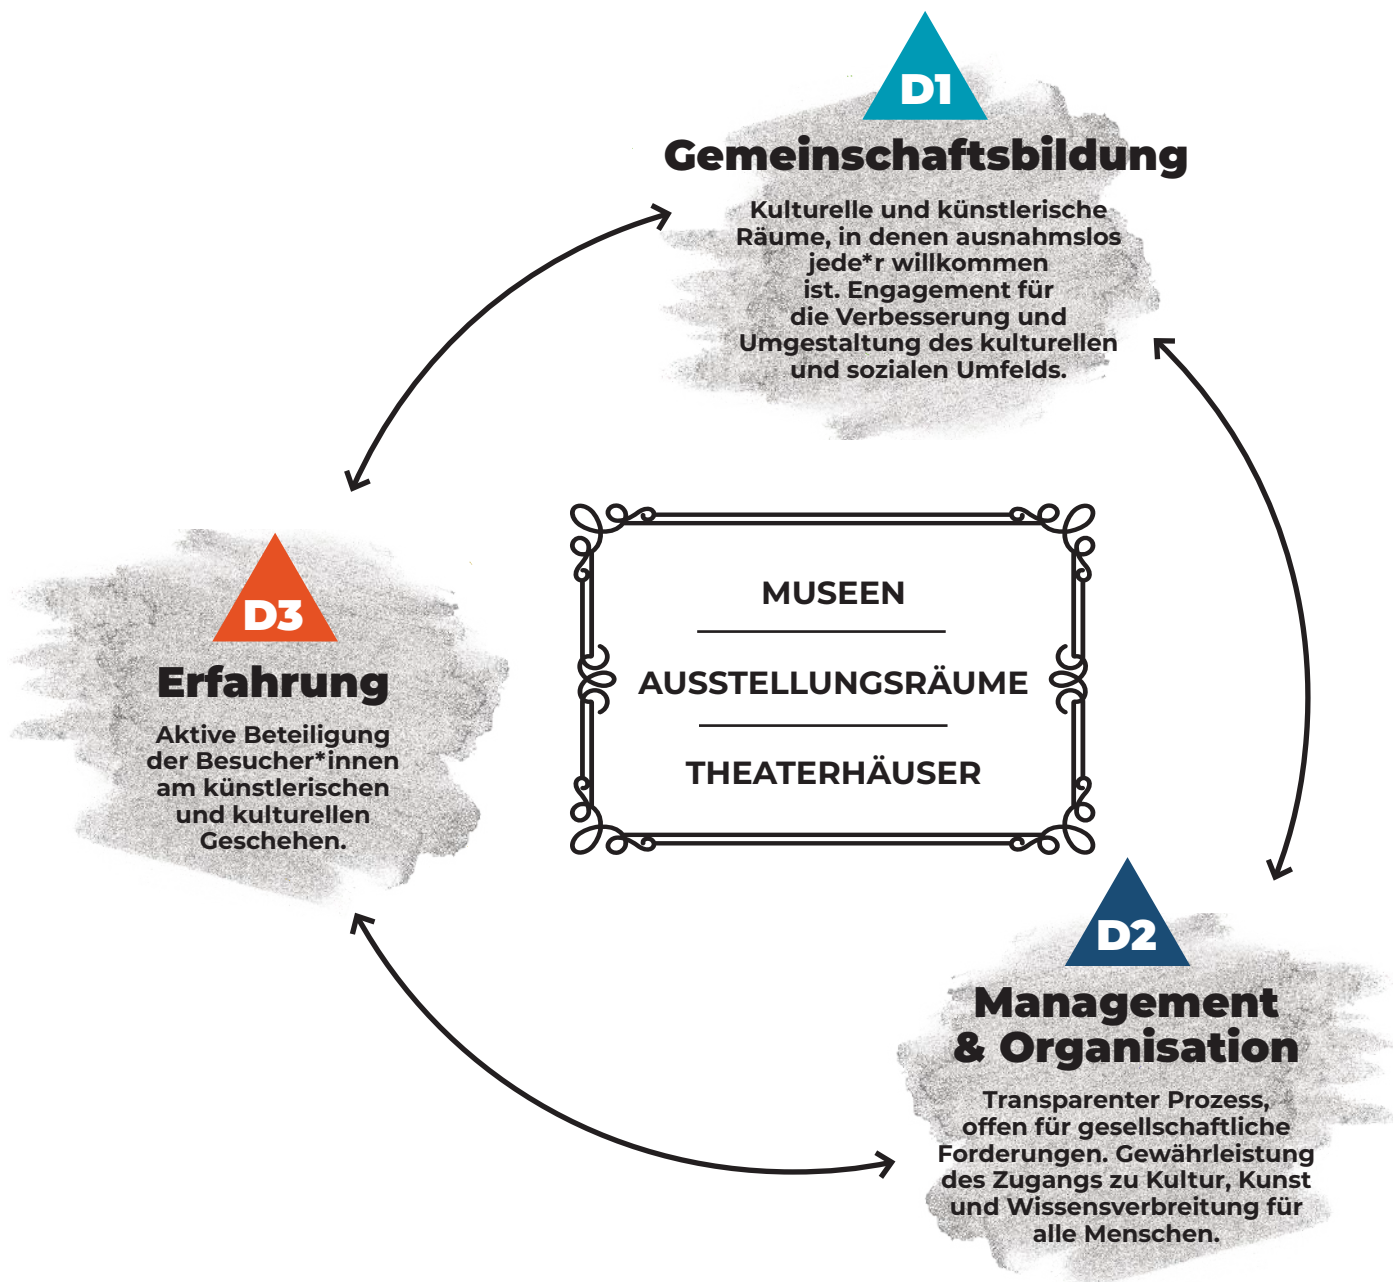 D1
Gemeinschaftsbildung
Kulturelle und künstlerische
Räume, in denen ausnahmslos
jede*r willkommen
ist. Engagement für
die Verbesserung und
Umgestaltung des kulturellen
und sozialen Umfelds.
MUSEEN
AUSSTELLUNGSRÄUME
THEATERHÄUSER
D3
Erfahrung
Aktive Beteiligung
der Besucher*innen
am künstlerischen
und kulturellen
Geschehen.
D2
Management
& Organisation
Transparenter Prozess,
offen für gesellschaftliche
Forderungen. Gewährleistung
des Zugangs zu Kultur, Kunst
und Wissensverbreitung für
alle Menschen.